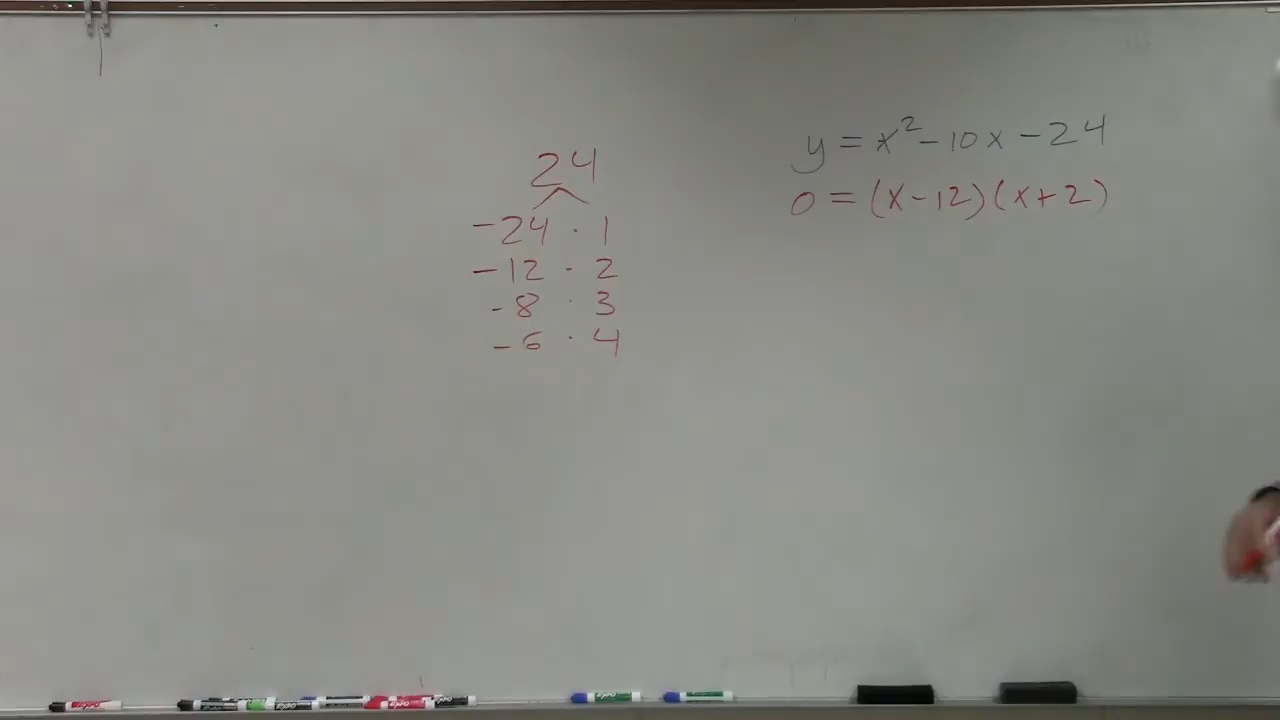 24
-24 · 1
-12 · 2
-8 · 3
-6 · 4
y = x² - 10x - 24
0 = (x - 12)(x + 2)